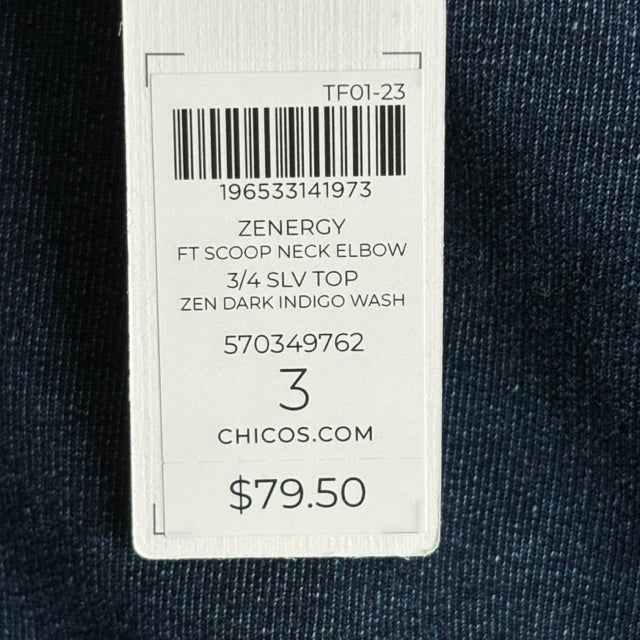 TF01-23
196533141973
ZENERGY
FT SCOOP NECK ELBOW
3/4 SLV TOP
ZEN DARK INDIGO WASH
570349762
3
CHICOS.COM
$79.50